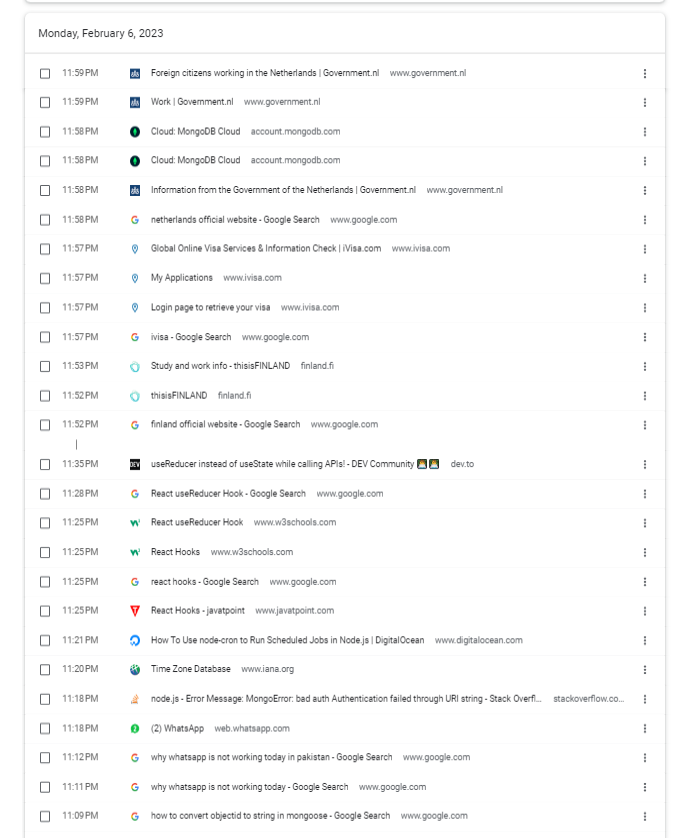 Monday, February 6, 2023
11:59 PM Foreign citizens working in the Netherlands | Government.nl www.government.nl
11:59 PM Work | Government.nl www.government.nl
11:58 PM Cloud: MongoDB Cloud account.mongodb.com
11:58 PM Cloud: MongoDB Cloud account.mongodb.com
11:58 PM Information from the Government of the Netherlands | Government.nl www.government.nl
11:58 PM netherlands official website - Google Search www.google.com
11:57 PM Global Online Visa Services & Information Check | iVisa.com www.ivisa.com
11:57 PM My Applications www.ivisa.com
11:57 PM Login page to retrieve your visa www.ivisa.com
11:57 PM ivisa - Google Search www.google.com
11:53 PM Study and work info - thisisFINLAND finland.fi
11:52 PM thisisFINLAND finland.fi
11:52 PM finland official website - Google Search www.google.com
11:35 PM DEV useReducer instead of useState while calling APIs! - DEV Community 👨‍💻👨‍💻 dev.to
11:28 PM React useReducer Hook - Google Search www.google.com
11:25 PM React useReducer Hook www.w3schools.com
11:25 PM React Hooks www.w3schools.com
11:25 PM react hooks - Google Search www.google.com
11:25 PM React Hooks - javatpoint www.javatpoint.com
11:21 PM How To Use node-cron to Run Scheduled Jobs in Node.js | DigitalOcean www.digitalocean.com
11:20 PM Time Zone Database www.iana.org
11:18 PM node.js - Error Message: MongoError: bad auth Authentication failed through URI string - Stack Overfl... stackoverflow.co...
11:18 PM (2) WhatsApp web.whatsapp.com
11:12 PM why whatsapp is not working today in pakistan - Google Search www.google.com
11:11 PM why whatsapp is not working today - Google Search www.google.com
11:09 PM how to convert objectid to string in mongoose - Google Search www.google.com